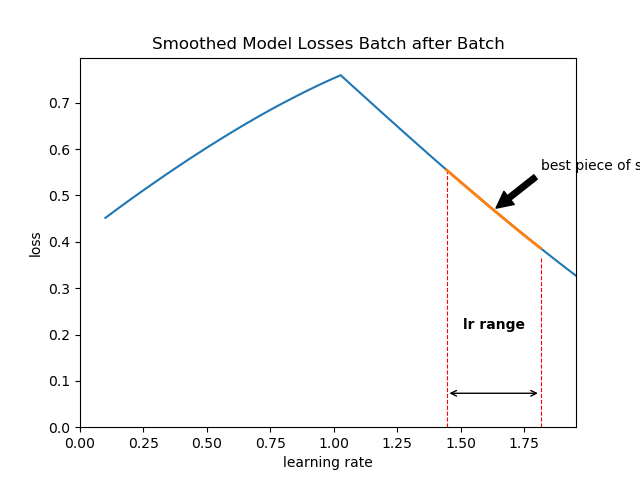 Smoothed Model Losses Batch after Batch
0.7
0.6
0.5
0.4
0.3
0.2
0.1
0.0
loss
best piece of s
lr range
0.00 0.25 0.50 0.75 1.00 1.25 1.50 1.75
learning rate